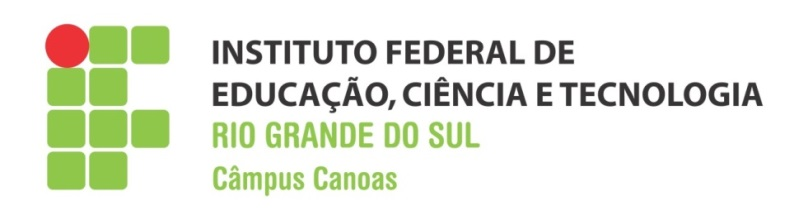 INSTITUTO FEDERAL DE
EDUCAÇÃO, CIÊNCIA E TECNOLOGIA
RIO GRANDE DO SUL
Câmpus Canoas